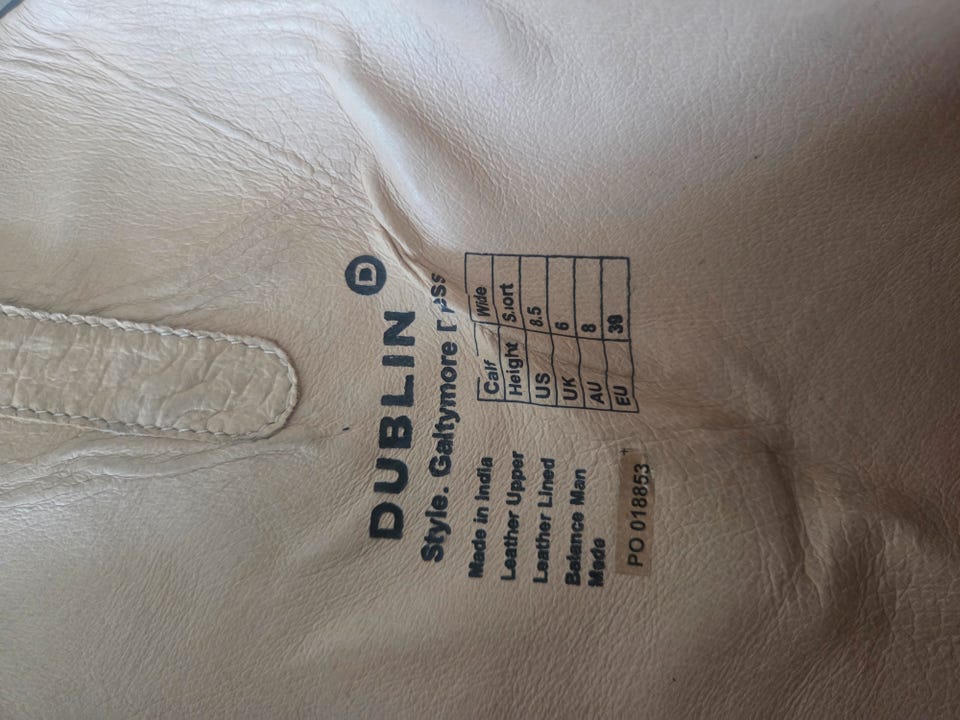 DUBLIN D
Style. Galtymore
Made in India
Leather Upper
Leather Lined
Balance Man
Made
PO 018853
Calf Wide
Height Short
US 8.5
UK 6
AU 8
EU 39